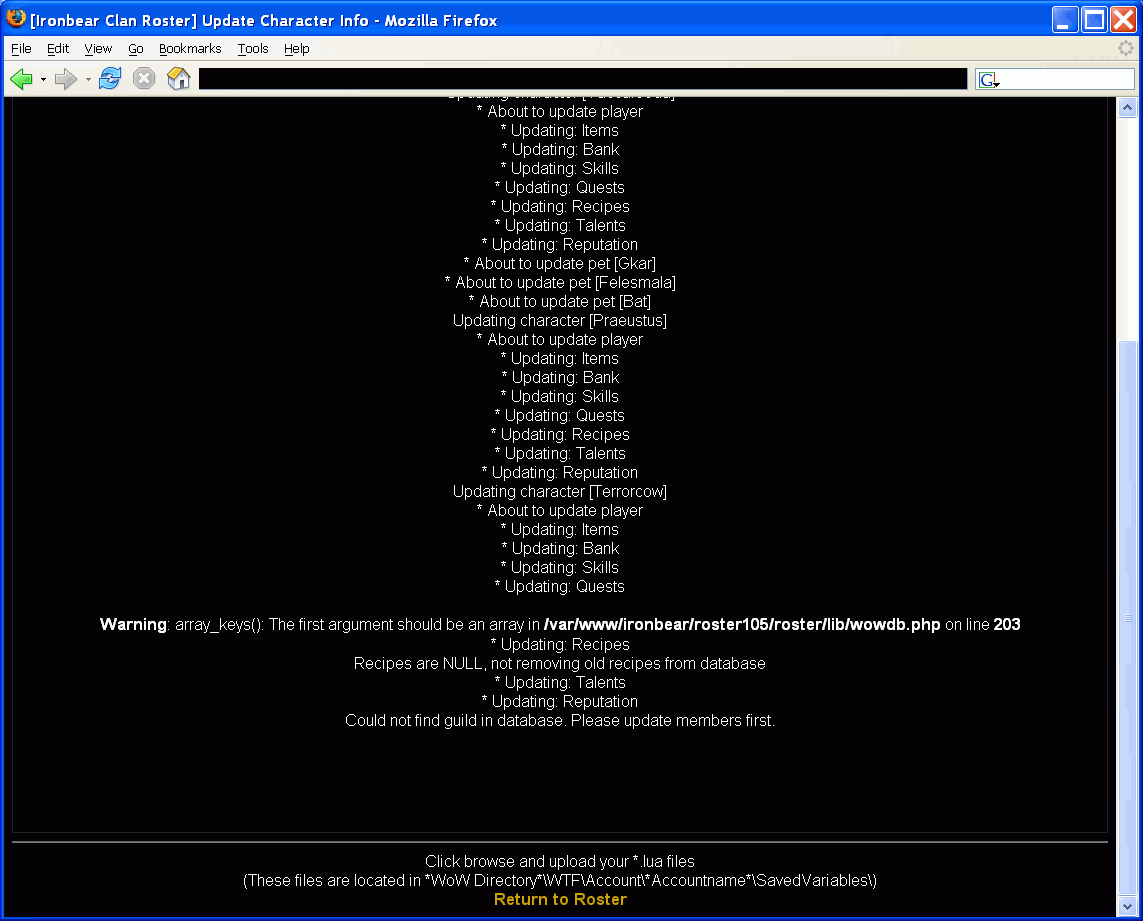 [Ironbear Clan Roster] Update Character Info - Mozilla Firefox
File Edit View Go Bookmarks Tools Help
G
* About to update player
* Updating: Items
* Updating: Bank
* Updating: Skills
* Updating: Quests
* Updating: Recipes
* Updating: Talents
* Updating: Reputation
* About to update pet [Gkar]
* About to update pet [Felesmala]
* About to update pet [Bat]
Updating character [Praeustus]
* About to update player
* Updating: Items
* Updating: Bank
* Updating: Skills
* Updating: Quests
* Updating: Recipes
* Updating: Talents
* Updating: Reputation
Updating character [Terrorcow]
* About to update player
* Updating: Items
* Updating: Bank
* Updating: Skills
* Updating: Quests
Warning: array_keys(): The first argument should be an array in /var/www/ironbear/roster105/roster/lib/wowdb.php on line 203
* Updating: Recipes
Recipes are NULL, not removing old recipes from database
* Updating: Talents
* Updating: Reputation
Could not find guild in database. Please update members first.
Click browse and upload your *.lua files
(These files are located in *WoW Directory*\WTF\Account\*Accountname*\SavedVariables\)
Return to Roster